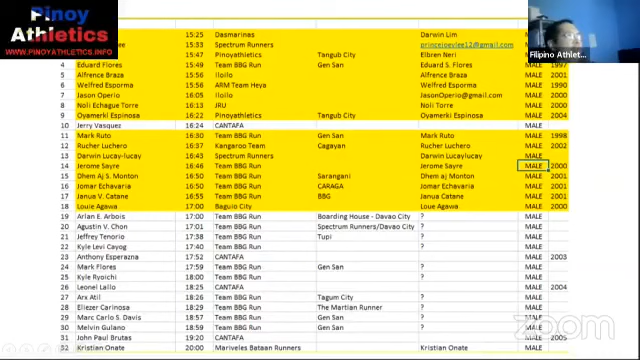 Pinoy
Athletics
WWW.PINOYATHLETICS.INFO
Filipino Athlet
15:25 Dasmarinas Darwin Lim MALE
15:33 Spectrum Runners princejoevlee12@gmail.com MALE
15:47 Pinoyathletics Tangub City Elbren Neri MALE
4 Eduard S. Flores 15:49 Team BBG Run Gen San Eduard S. Flores MALE 1997
5 Alfrence Braza 15:56 Iloilo Alfrence Braza MALE 2001
6 Welfred Esporma 15:56 ARM Team Heya Welfred Esporma MALE 1990
7 Jason Operio 16:05 Iloilo JasonOperio@gmail.com MALE 2000
8 Noli Echague Torre 16:13 JRU Noli Torre MALE 2000
9 Oyamerkl Espinosa 16:22 Pinoyathletics Tangub City Oyamerkl Espinosa MALE 2004
10 Jerry Vasquez 16:24 CANTAFA MALE
11 Mark Ruto 16:30 Team BBG Run Gen San Mark Ruto MALE 1998
12 Rucher Luchero 16:37 Kangaroo Team Cagayan Rucher Luchero MALE 2002
13 Darwin Lucay-lucay 16:43 Spectrum Runners Darwin Lucaylucay MALE
14 Jerome Sayre 16:46 Team BBG Run Jerome Sayre MALE 2000
15 Dhem Aj S. Monton 16:50 Team BBG Run Sarangani Dhem Aj S. Monton MALE 2001
16 Jomar Echavaria 16:50 Team BBG Run CARAGA Jomar Echavaria MALE 2001
17 Janua V. Catane 16:55 Team BBG Run BBG Janua V. Catane MALE 2001
18 Louie Agawa 17:00 Baguio City Louie Agawa MALE 2000
19 Arlan E. Arbois 17:00 Team BBG Run Boarding House - Davao City ? MALE
20 Agustin V. Chon 17:01 Team BBG Run Spectrum Runners/Davao City ? MALE
21 Jeffrey Tenorio 17:38 Team BBG Run Tupi ? MALE
22 Kyle Levi Cayog 17:40 Team BBG Run ? MALE
23 Anthony Esperazna 17:52 CANTAFA MALE 2003
24 Mark Flores 17:59 Team BBG Run Gen San MALE
25 Kyle Ryoichi 18:00 Team BBG Run MALE
26 Leonel Lallo 18:25 CANTAFA MALE 2004
27 Arx Atil 18:26 Team BBG Run Tagum City ? MALE
28 Eliezer Carinosa 18:39 Team BBG Run The Martian Runner ? MALE
29 Marc Carlo S. Davis 18:57 Team BBG Run Gen San ? MALE
30 Melvin Gulano 18:59 Team BBG Run Gen San ? MALE
31 John Paul Brutas 19:20 CANTAFA MALE 2005
32 Kristian Onate 20:00 Mariveles Bataan Runners Kristian Onate MALE
zoom